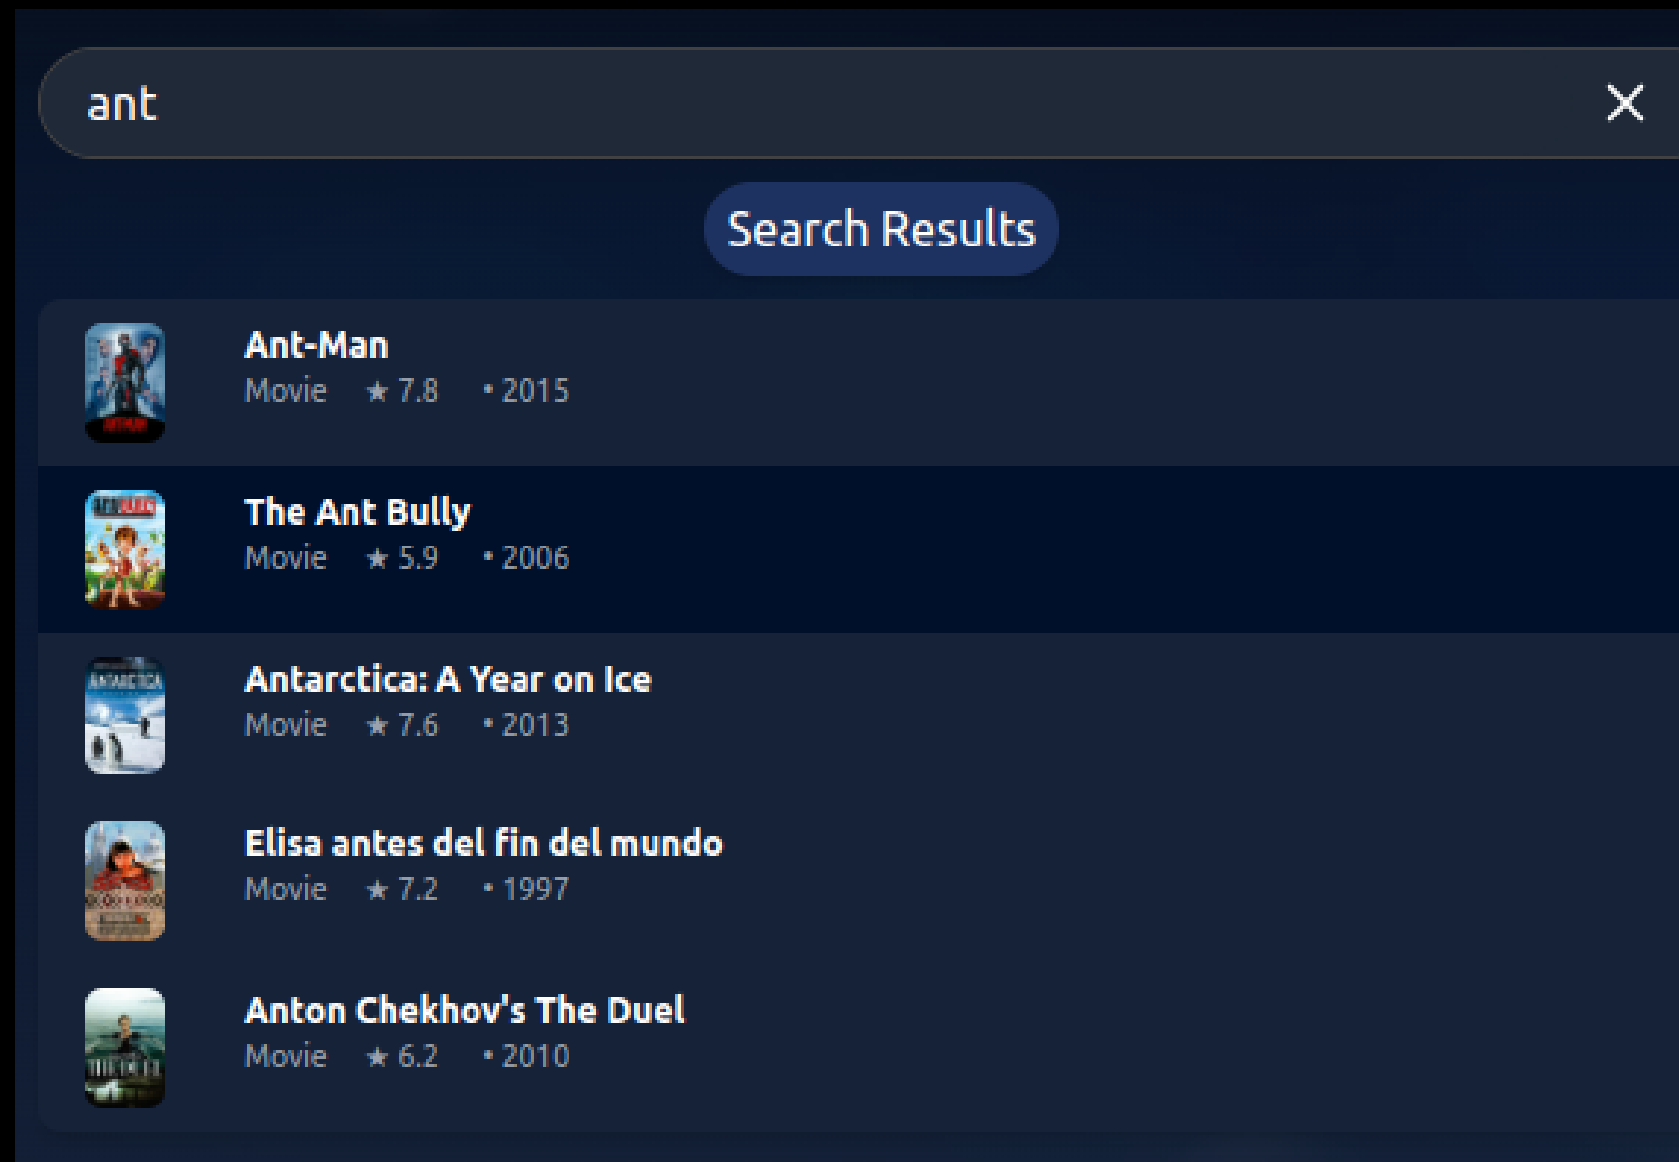 ant
Search Results
Ant-Man
Movie ★ 7.8 • 2015
The Ant Bully
Movie ★ 5.9 • 2006
ANTARCTICA
Antarctica: A Year on Ice
Movie ★ 7.6 • 2013
Elisa antes del fin del mundo
Movie ★ 7.2 • 1997
Anton Chekhov's The Duel
Movie ★ 6.2 • 2010